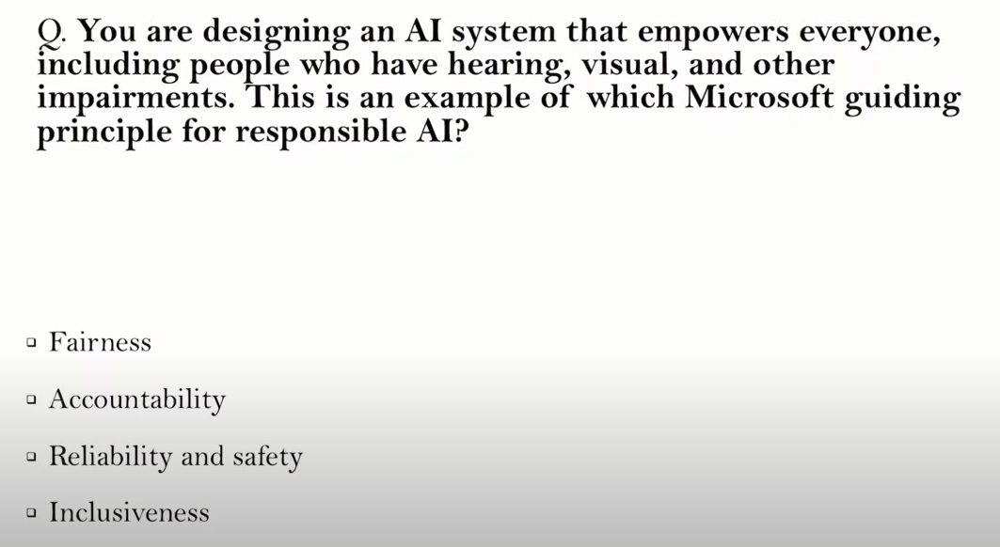 Q. You are designing an AI system that empowers everyone,
including people who have hearing, visual, and other
impairments. This is an example of which Microsoft guiding
principle for responsible AI?
▫ Fairness
▫ Accountability
▫ Reliability and safety
▫ Inclusiveness